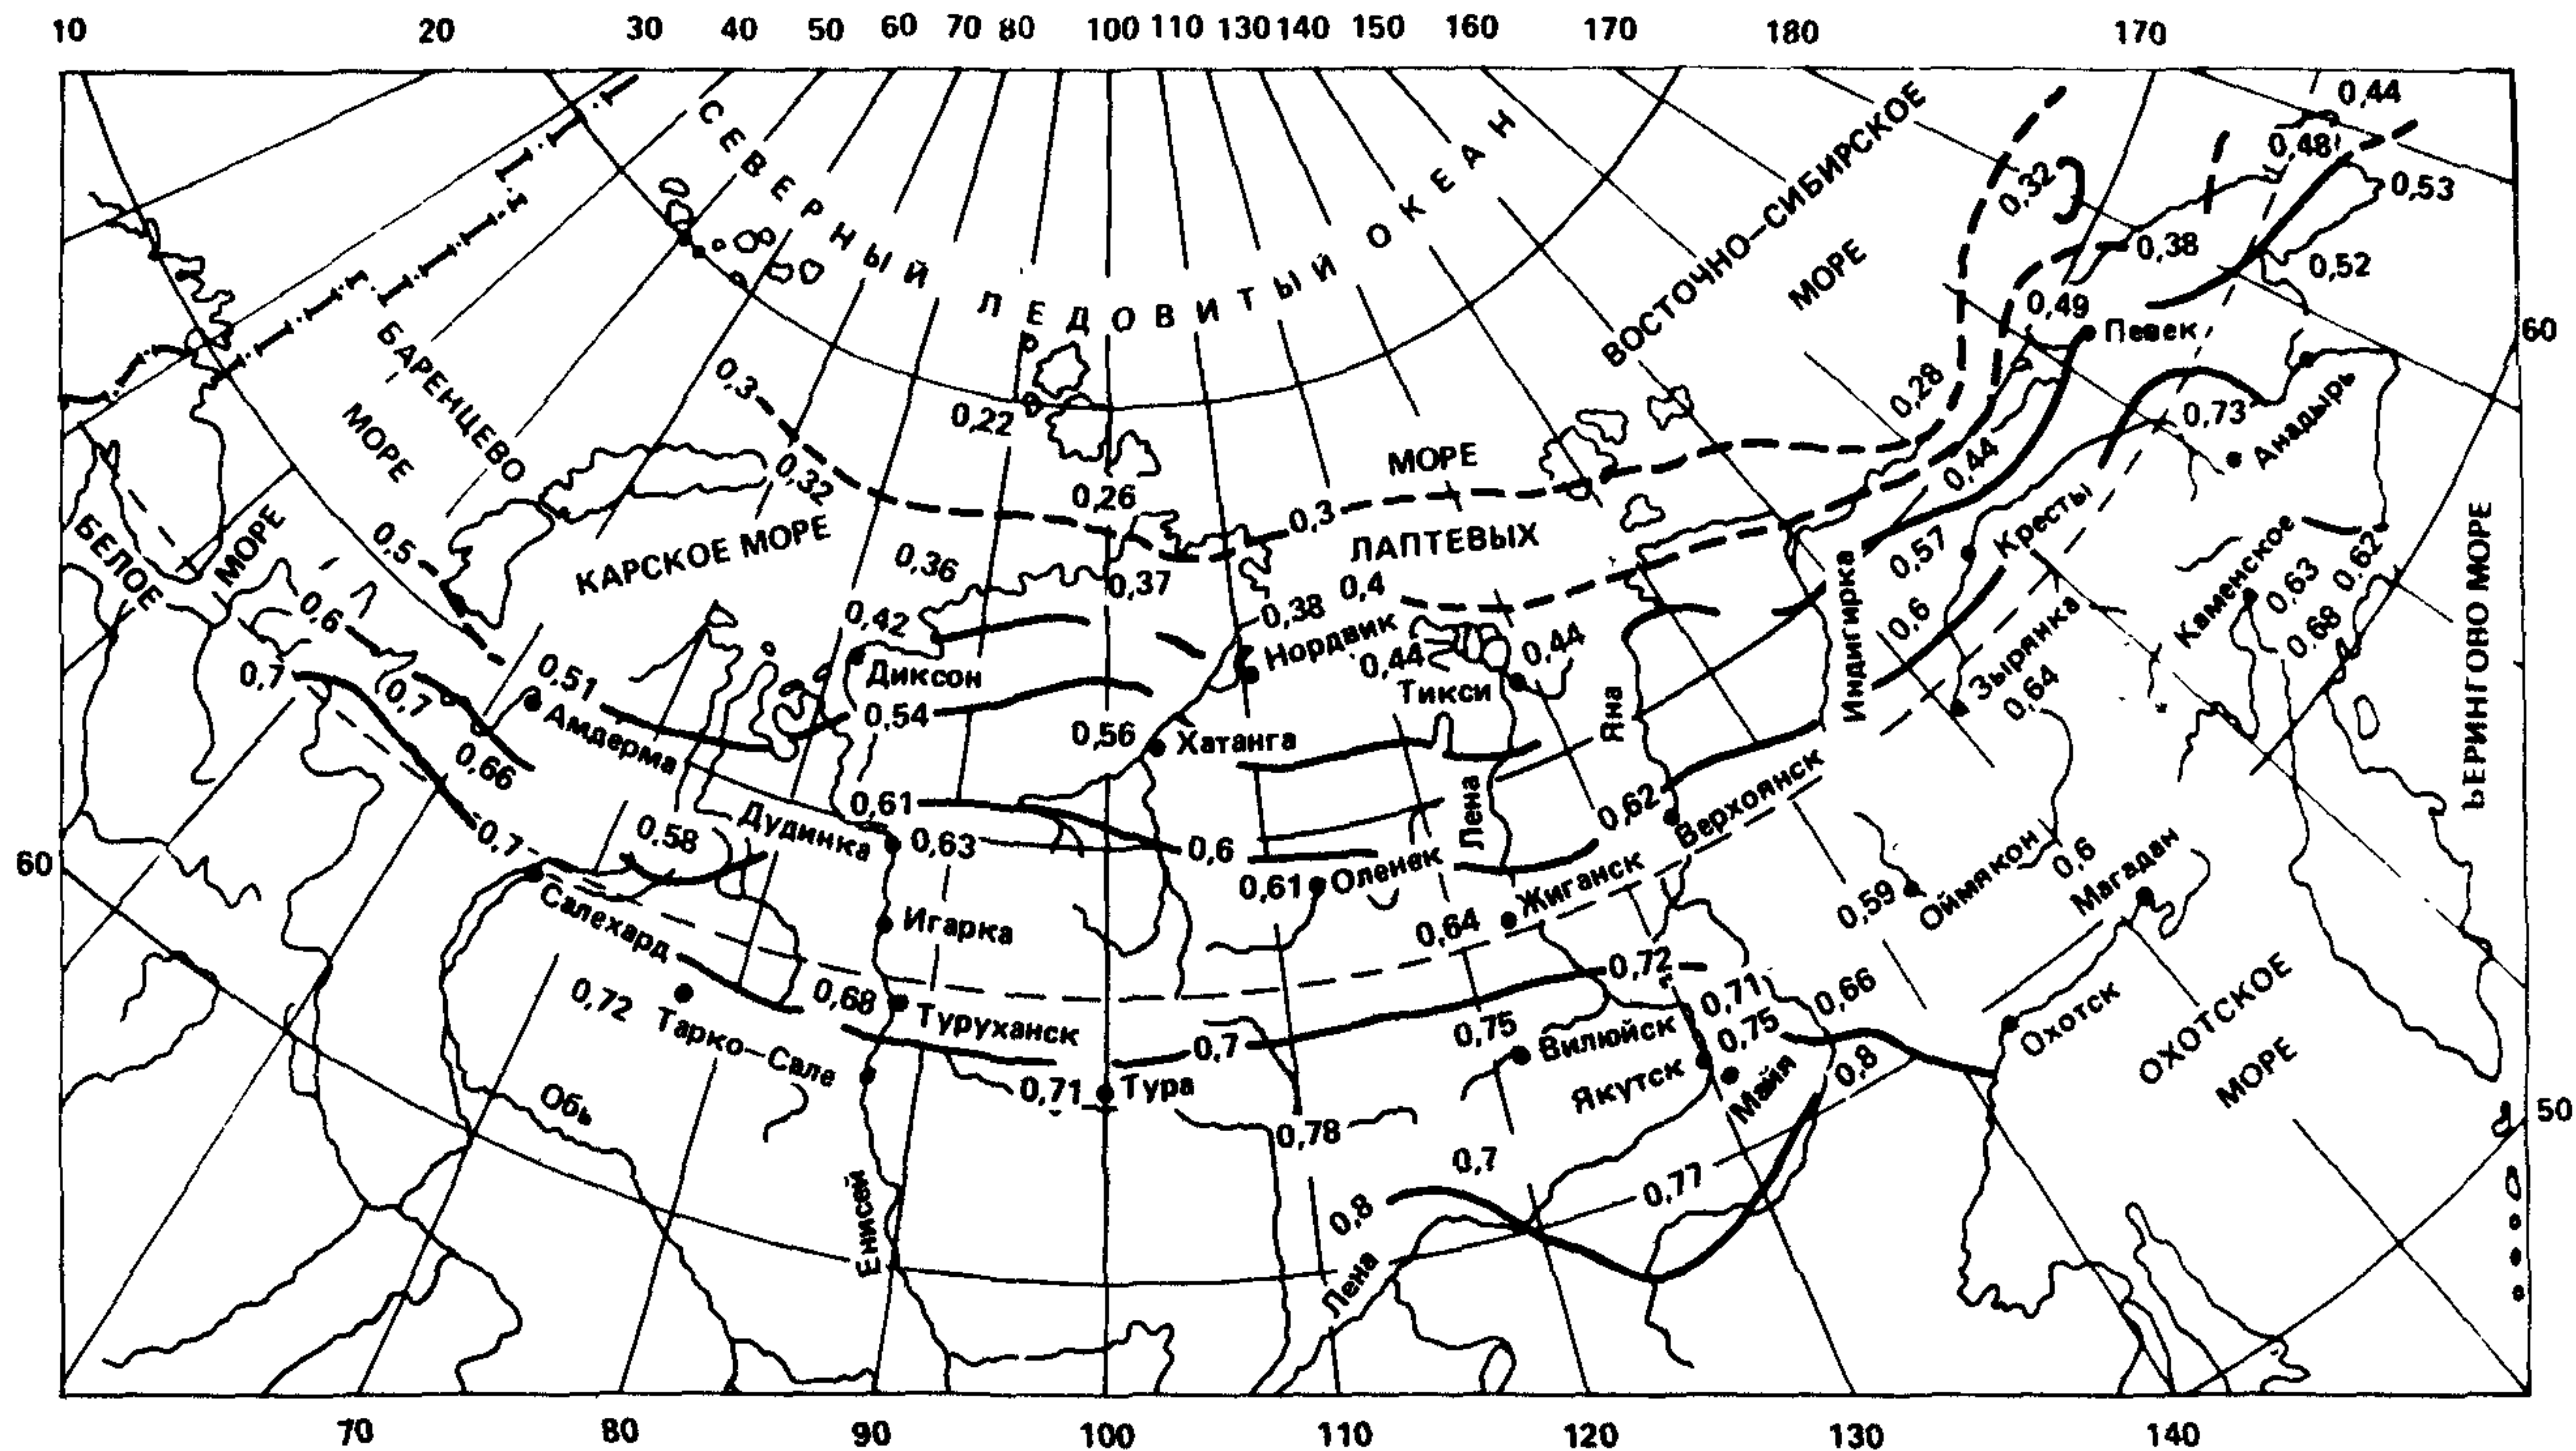 10 20 30 40 50 60 70 80 100 110 130 140 150 160 170 180 170
СЕВЕРНЫЙ ЛЕДОВИТЫЙ ОКЕАН
ВОСТОЧНО–СИБИРСКОЕ
МОРЕ
0,44
0,48
0,53
0,32
0,38
0,52
0,49
Певек
60
БАРЕНЦЕВО
МОРЕ
0,3
0,22
0,28
0,73
Анадырь
МОРЕ
ЛАПТЕВЫХ
0,32
0,26
0,3
0,44
БЕЛОЕ
МОРЕ
0,5
КАРСКОЕ МОРЕ
0,36
0,37
0,57
Кресты
Каменское
0,63
0,62
0,68
БЕРИНГОВО МОРЕ
0,6
0,42
0,38
0,4
Нордвик
0,44
0,44
Тикси
Яна
Индигирка
0,6
Зырянка
0,64
0,7
0,7
0,51
Диксон
0,54
Амдерма
0,66
0,56
Хатанга
Лена
0,62
Верхоянск
0,61
0,7
0,58
Дудинка
0,63
0,6
0,61
Оленек
Жиганск
0,64
0,59
Оймякон
0,6
Магадан
60
Салехард
Игарка
0,72
0,72
Тарко–Сале
0,68
Туруханск
0,7
0,75
Вилюйск
0,71
0,75
0,66
Охотск
ОХОТСКОЕ
МОРЕ
Обь
0,71
Тура
Якутск
Майя
0,8
50
0,78
0,7
0,77
0,8
Енисей
Лена
70 80 90 100 110 120 130 140